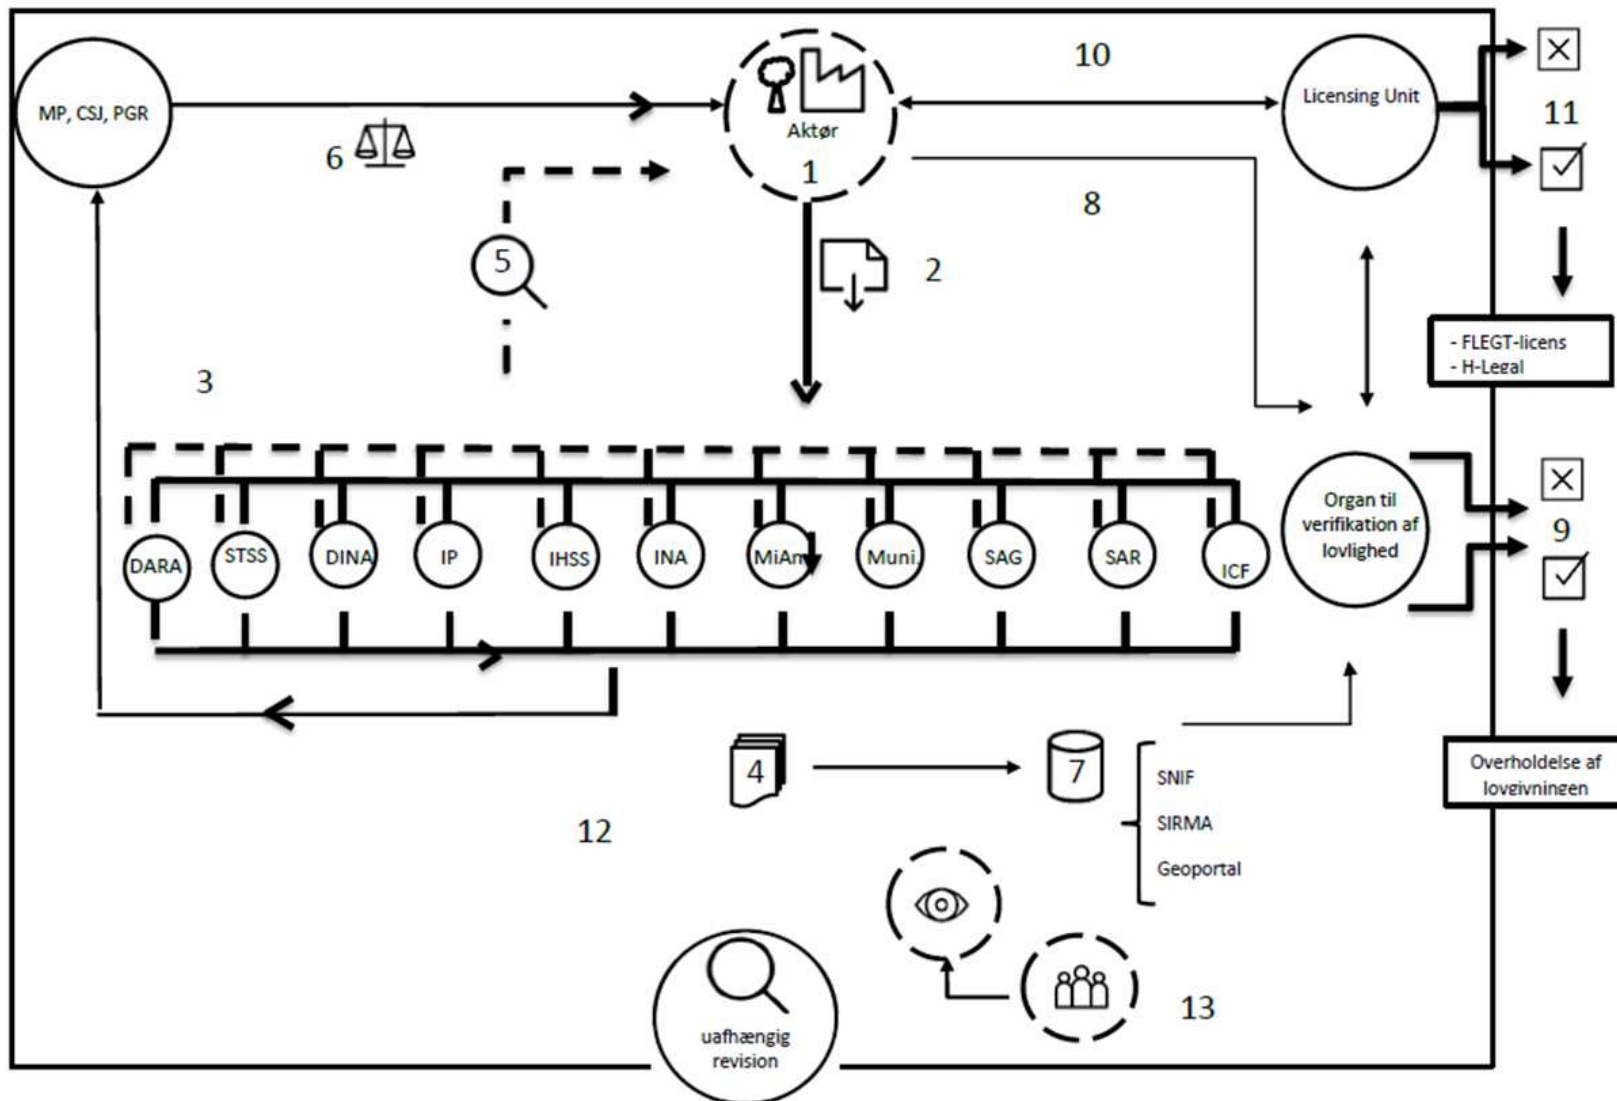 MP, CSJ, PGR
6
Aktør
1
10
Licensing Unit
11
8
5
2
3
- FLEGT-licens
- H-Legal
DARA
STSS
DINA
IP
IHSS
INA
MiAm
Muni.
SAG
SAR
ICF
Organ til
verifikation af
lovlighed
9
4
7
SNIF
SIRMA
Geoportal
Overholdelse af
lovgivningen
12
13
uafhængig
revision